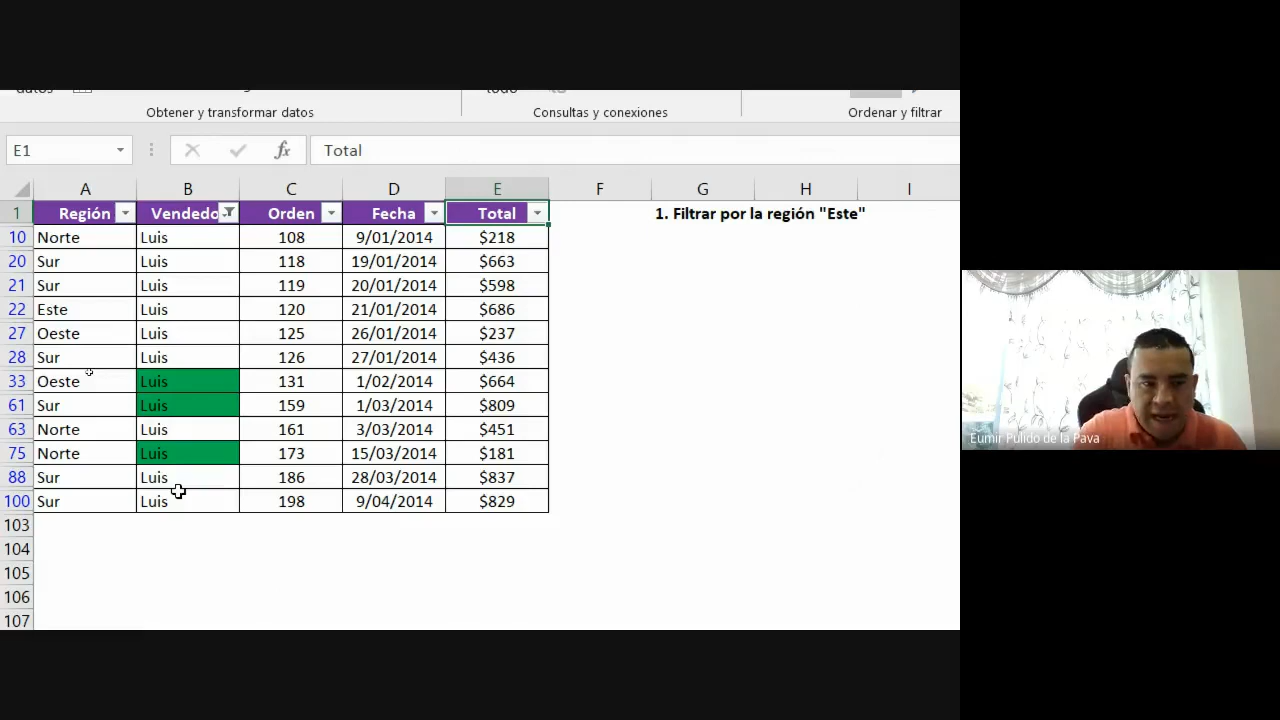 Obtener y transformar datos
Consultas y conexiones
Ordenar y filtrar
E1
fx
Total
A B C D E F G H I
1 Región Vendedo Orden Fecha Total 1. Filtrar por la región "Este"
10 Norte Luis 108 9/01/2014 $218
20 Sur Luis 118 19/01/2014 $663
21 Sur Luis 119 20/01/2014 $598
22 Este Luis 120 21/01/2014 $686
27 Oeste Luis 125 26/01/2014 $237
28 Sur Luis 126 27/01/2014 $436
33 Oeste Luis 131 1/02/2014 $664
61 Sur Luis 159 1/03/2014 $809
63 Norte Luis 161 3/03/2014 $451
75 Norte Luis 173 15/03/2014 $181
88 Sur Luis 186 28/03/2014 $837
100 Sur Luis 198 9/04/2014 $829
103
104
105
106
107
Eumir Pulido de la Pava